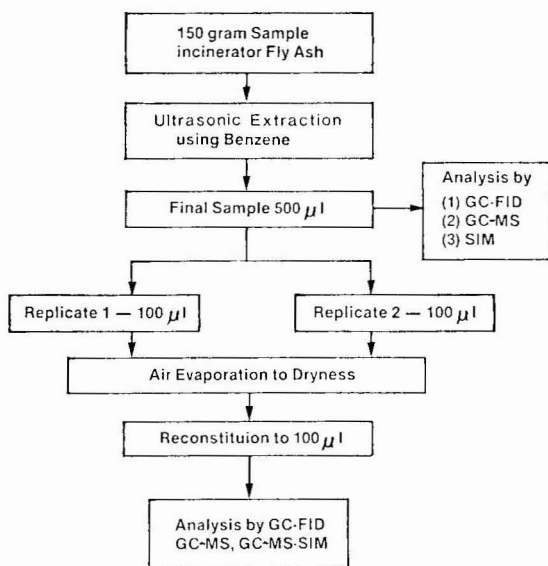 150 gram Sample
incinerator Fly Ash
Ultrasonic Extraction
using Benzene
Final Sample 500 μl
Analysis by
(1) GC-FID
(2) GC-MS
(3) SIM
Replicate 1 — 100 μl
Replicate 2 — 100 μl
Air Evaporation to Dryness
Reconstituion to 100 μl
Analysis by GC-FID
GC-MS, GC-MS-SIM